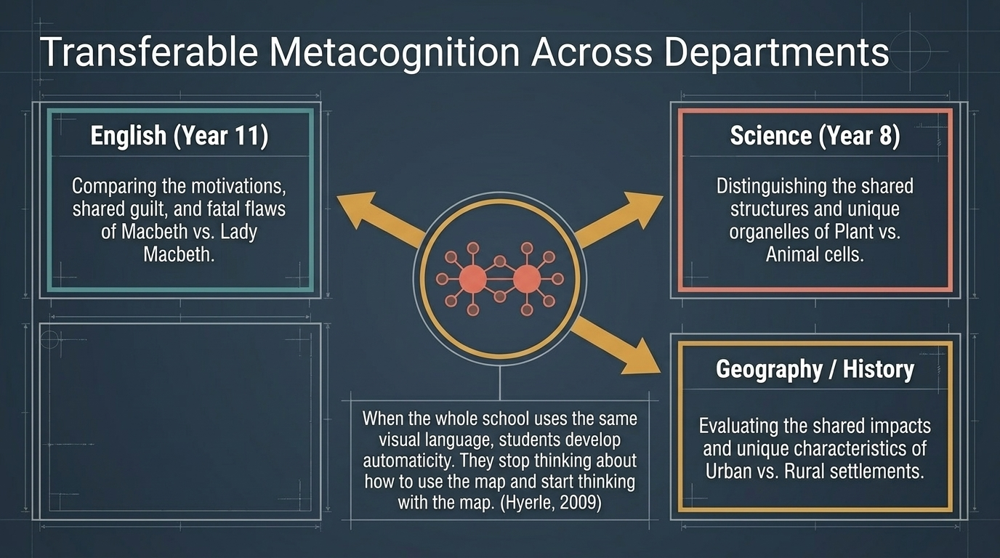 Transferable Metacognition Across Departments
English (Year 11)
Comparing the motivations,
shared guilt, and fatal flaws
of Macbeth vs. Lady
Macbeth.
Science (Year 8)
Distinguishing the shared
structures and unique
organelles of Plant vs.
Animal cells.
When the whole school uses the same
visual language, students develop
automaticity. They stop thinking about
how to use the map and start thinking
with the map. (Hyerle, 2009)
Geography / History
Evaluating the shared impacts
and unique characteristics of
Urban vs. Rural settlements.